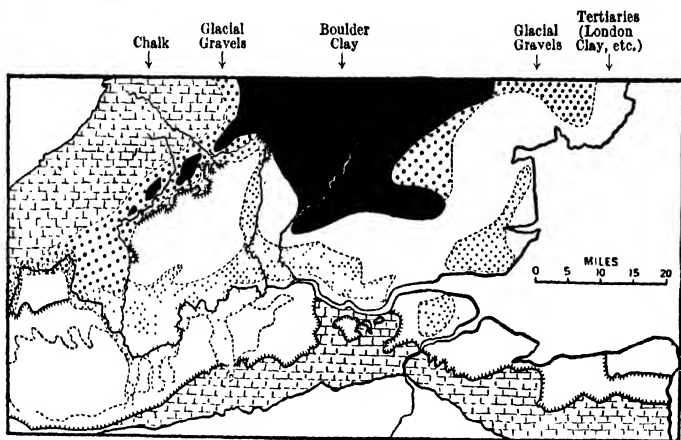 Chalk
Glacial
Gravels
Boulder
Clay
Glacial
Gravels
Tertiaries
(London
Clay, etc.)
MILES
0 5 10 15 20